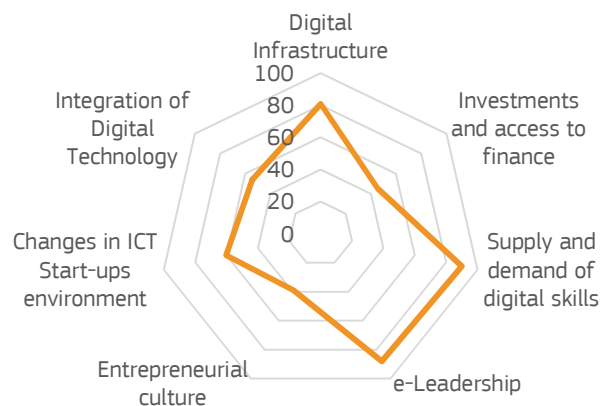 Digital
Infrastructure
100
80
60
40
20
0
Investments
and access to
finance
Supply and
demand of
digital skills
e-Leadership
Entrepreneurial
culture
Changes in ICT
Start-ups
environment
Integration of
Digital
Technology